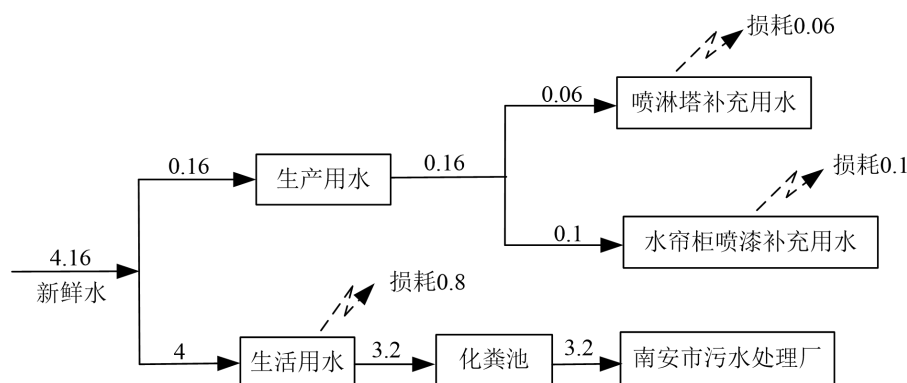 损耗0.06
0.06
喷淋塔补充用水
0.16
生产用水
0.16
损耗0.1
0.1
水帘柜喷漆补充用水
4.16
新鲜水
损耗0.8
4
生活用水
3.2
化粪池
3.2
南安市污水处理厂